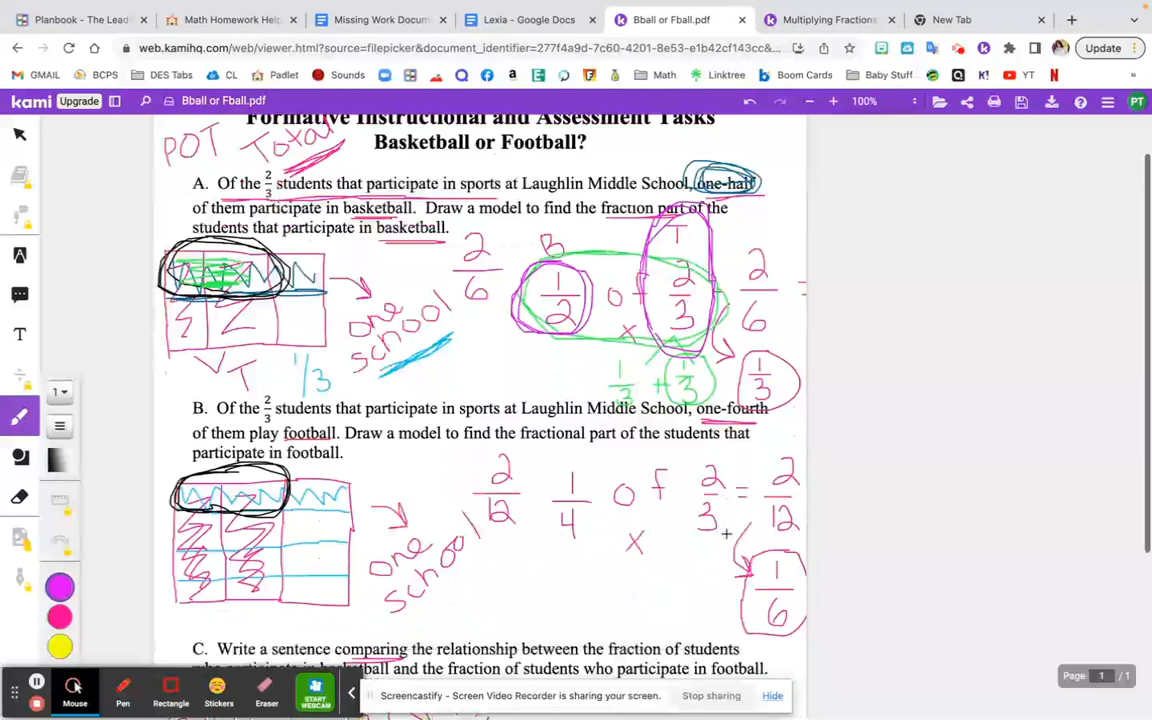 Planbook - The Lead
Math Homework Help
Missing Work Docum
Lexia - Google Docs
Bball or Fball.pdf
Multiplying Fractions
New Tab
web.kamihq.com/web/viewer.html?source=filepicker&document_identifier=277f4a9d-7c60-4201-8e53-e1b42cf143cc&...
Update
GMAIL
BCPS
DES Tabs
CL
Padlet
Sounds
Math
Linktree
Boom Cards
Baby Stuff...
K!
YT
»
kami
Upgrade
Bball or Fball.pdf
100%
PT
Formative Instructional and Assessment Tasks
POT Total
Basketball or Football?
A. Of the 2/3 students that participate in sports at Laughlin Middle School, one-half
of them participate in basketball. Draw a model to find the fraction part of the
students that participate in basketball.
one school
2/6
B
1/2 of 2/3
T
2/6
x
T
1/3
1/3 + 1/3
1/3
B. Of the 2/3 students that participate in sports at Laughlin Middle School, one-fourth
of them play football. Draw a model to find the fractional part of the students that
participate in football.
one school
2/12
1/4 of 2/3 = 2/12
x
1/6
C. Write a sentence comparing the relationship between the fraction of students
who participate in basketball and the fraction of students who participate in football.
Page 1 / 1
Mouse
Pen
Rectangle
Stickers
Eraser
START WEBCAM
Screencastify - Screen Video Recorder is sharing your screen.
Stop sharing
Hide